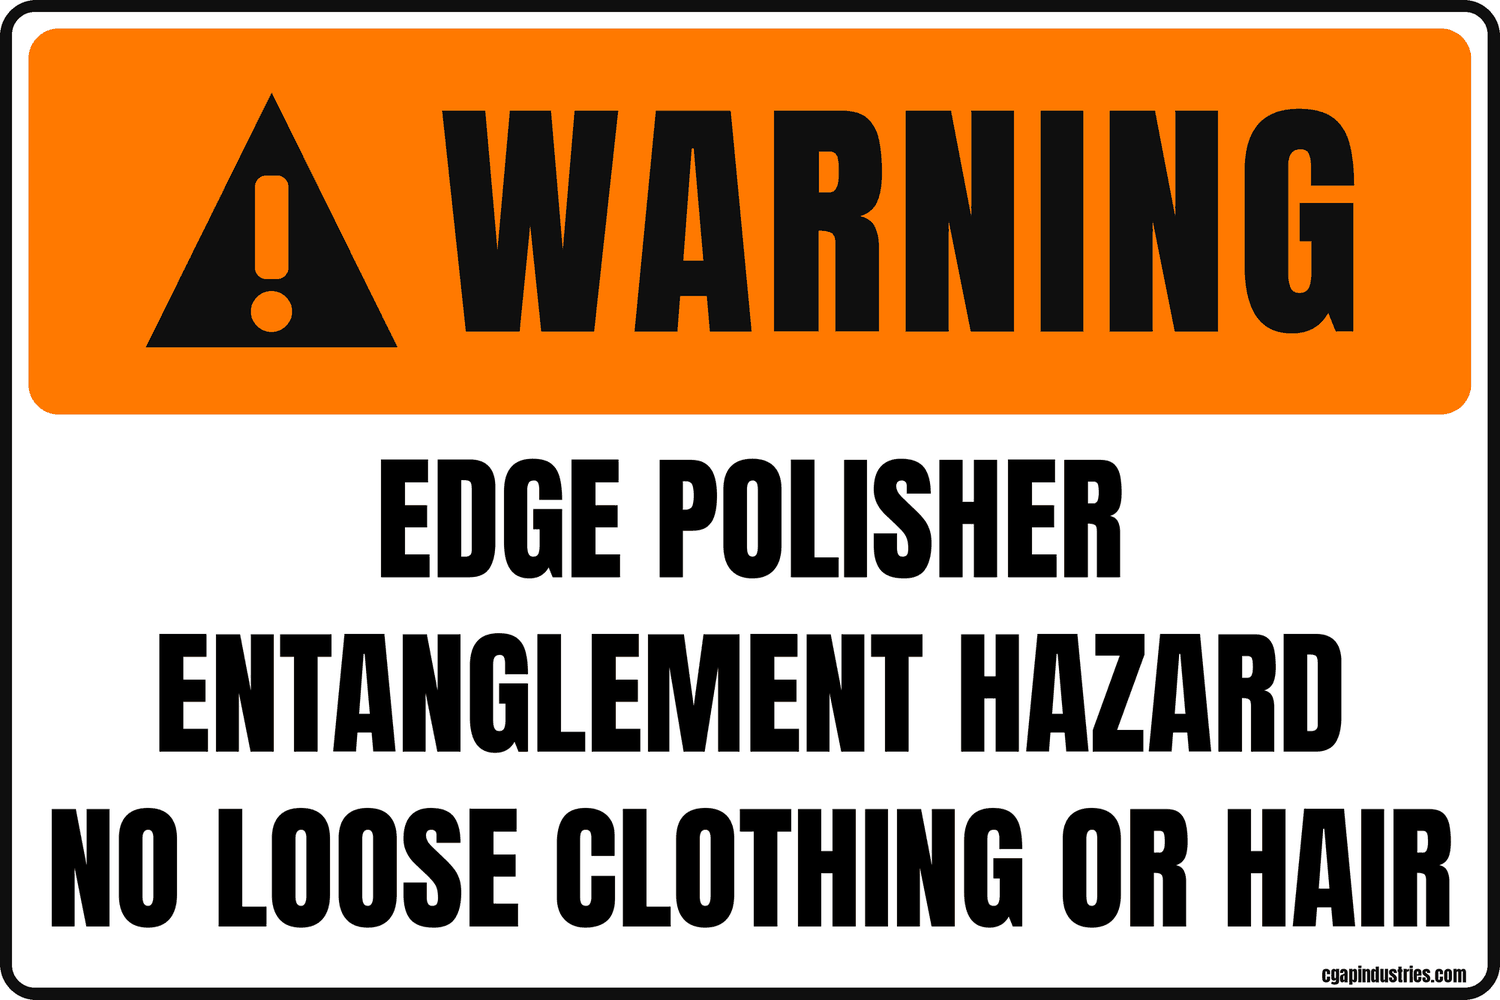 WARNING
EDGE POLISHER
ENTANGLEMENT HAZARD
NO LOOSE CLOTHING OR HAIR
cgapindustries.com